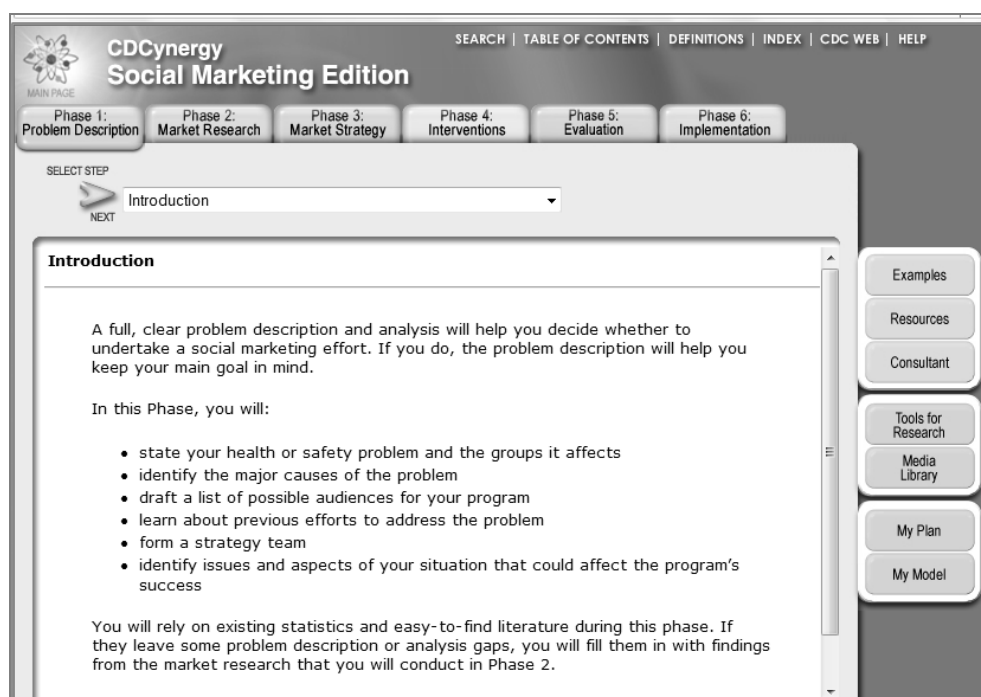 SEARCH | TABLE OF CONTENTS | DEFINITIONS | INDEX | CDC WEB | HELP
CDCynergy
Social Marketing Edition
MAIN PAGE
Phase 1:
Problem Description
Phase 2:
Market Research
Phase 3:
Market Strategy
Phase 4:
Interventions
Phase 5:
Evaluation
Phase 6:
Implementation
SELECT STEP
Introduction
NEXT
Introduction
A full, clear problem description and analysis will help you decide whether to
undertake a social marketing effort. If you do, the problem description will help you
keep your main goal in mind.
In this Phase, you will:
• state your health or safety problem and the groups it affects
• identify the major causes of the problem
• draft a list of possible audiences for your program
• learn about previous efforts to address the problem
• form a strategy team
• identify issues and aspects of your situation that could affect the program's
success
You will rely on existing statistics and easy-to-find literature during this phase. If
they leave some problem description or analysis gaps, you will fill them in with findings
from the market research that you will conduct in Phase 2.
Examples
Resources
Consultant
Tools for
Research
Media
Library
My Plan
My Model